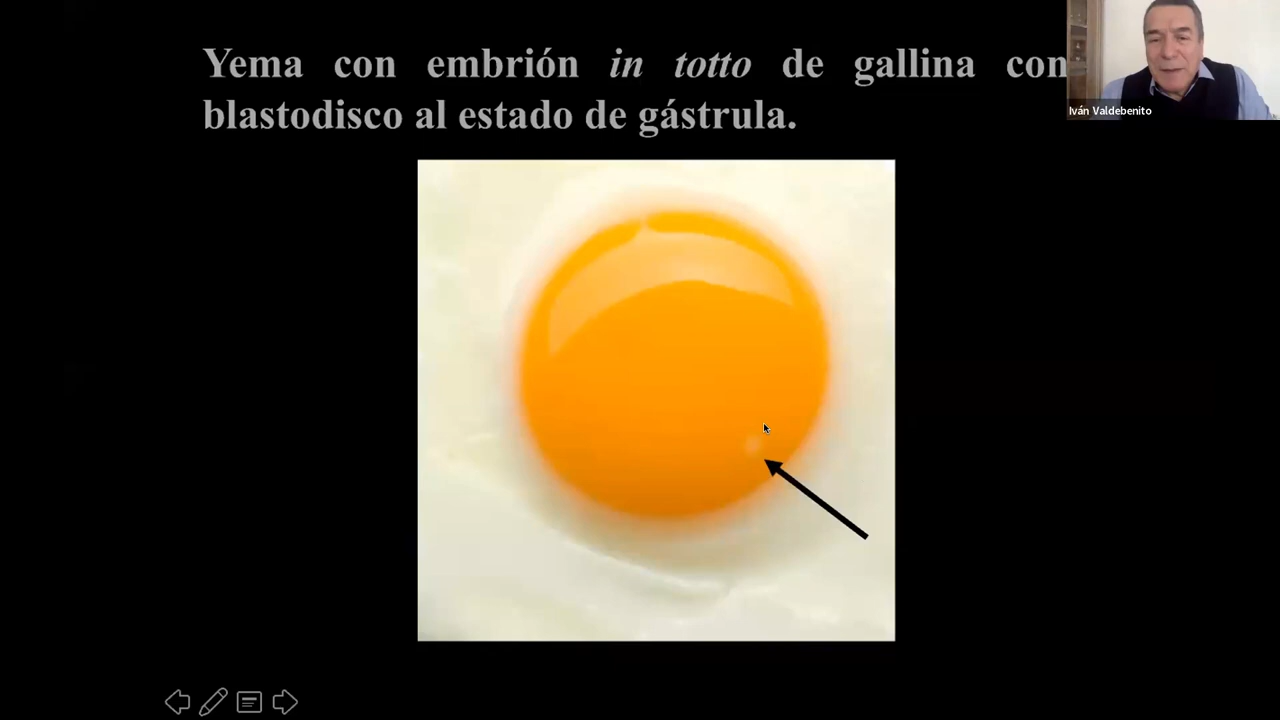 Yema con embrión in totto de gallina con
blastodisco al estado de gástrula.
Iván Valdebenito